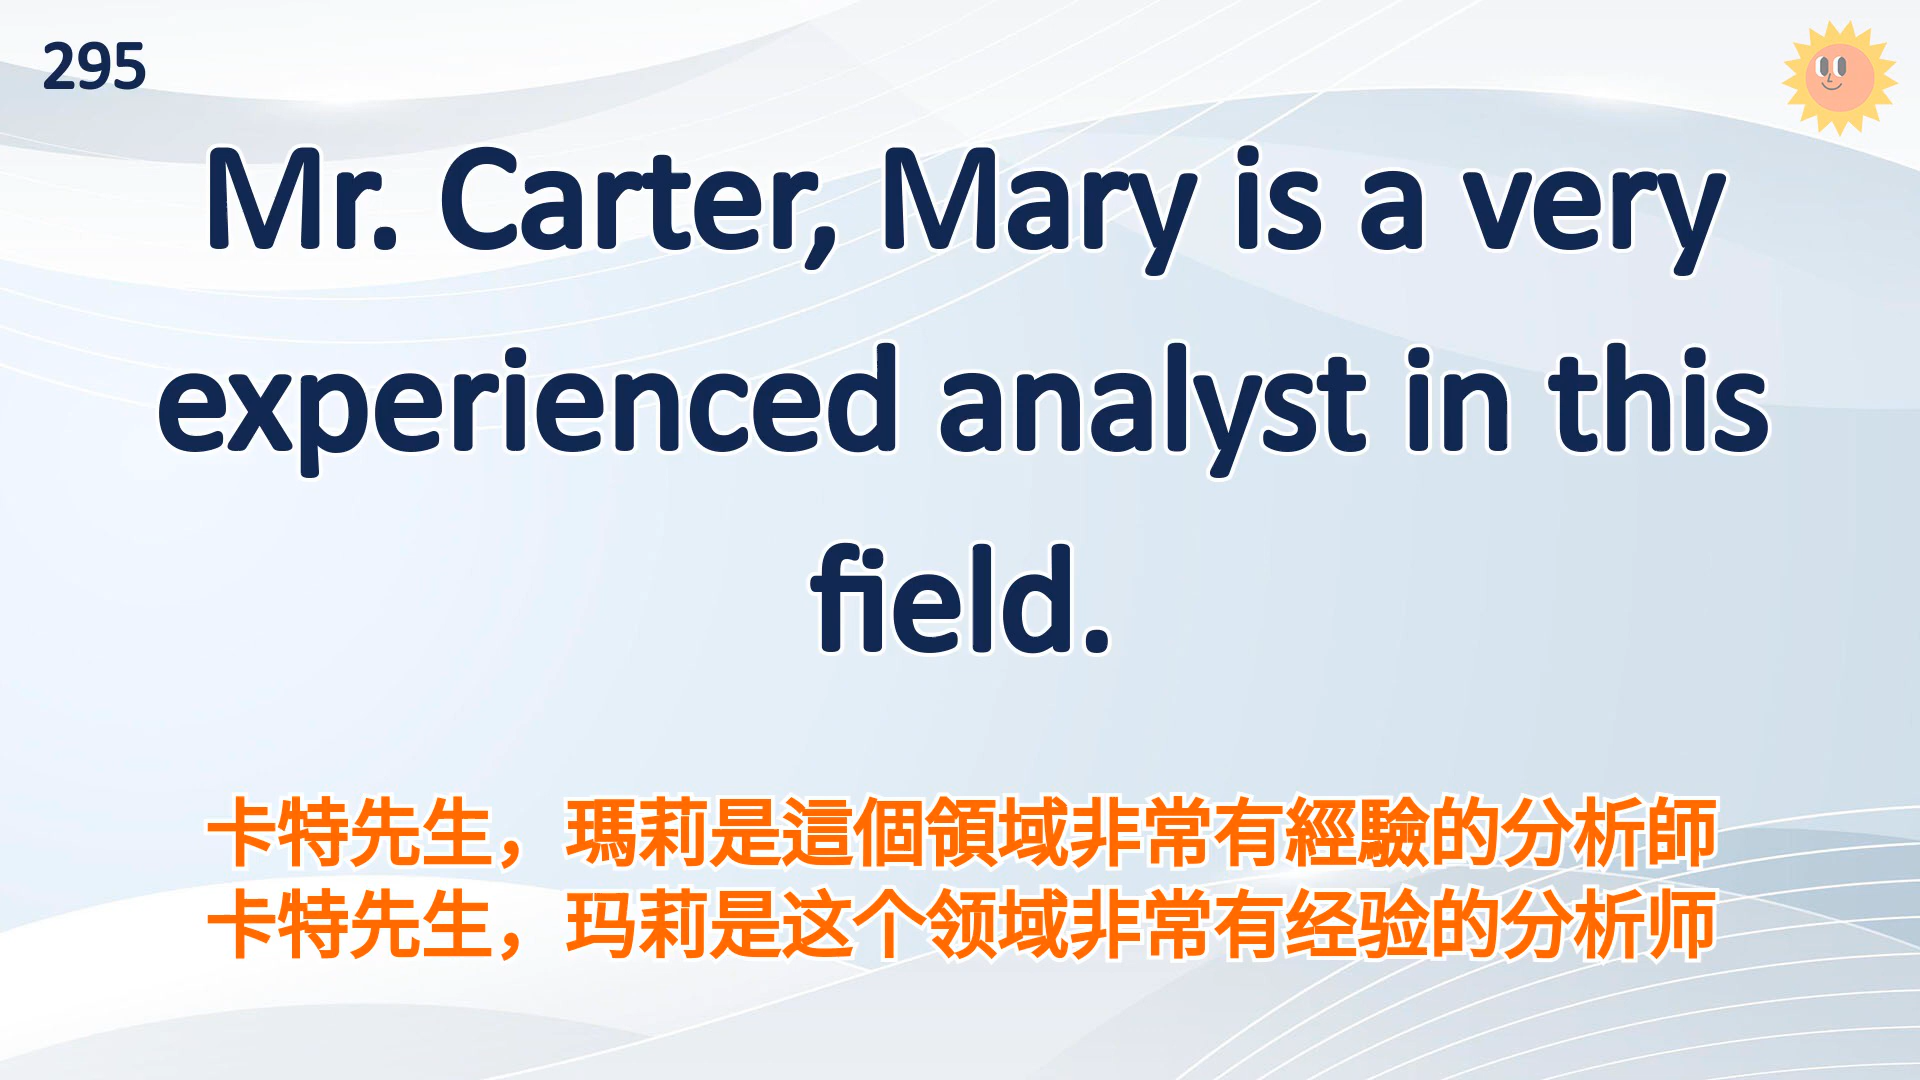 295
Mr. Carter, Mary is a very
experienced analyst in this
field.
卡特先生，瑪莉是這個領域非常有經驗的分析師
卡特先生，玛莉是这个领域非常有经验的分析师